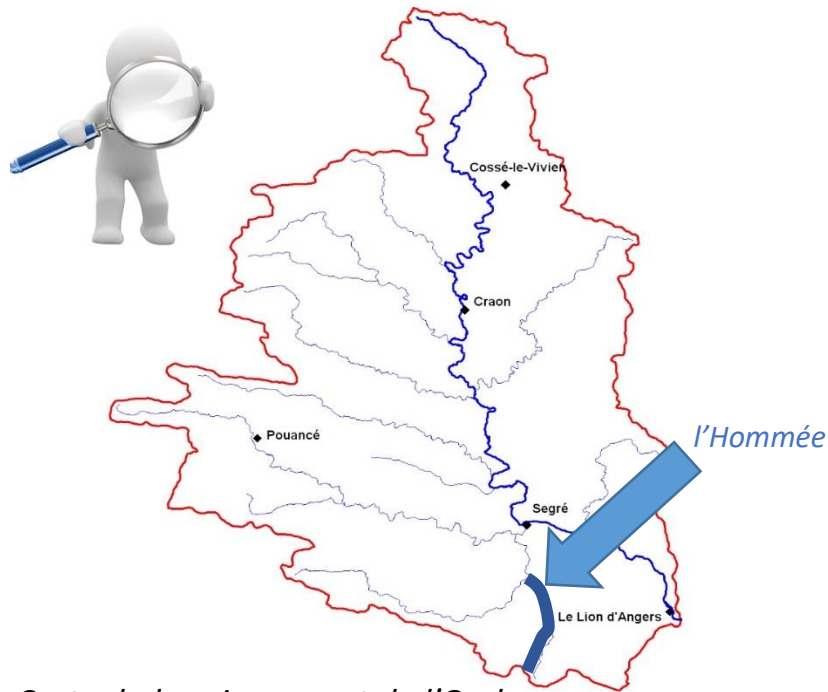 Cossé-le-Vivien
Craon
l'Hommée
Pouancé
Segré
Le Lion d'Angers